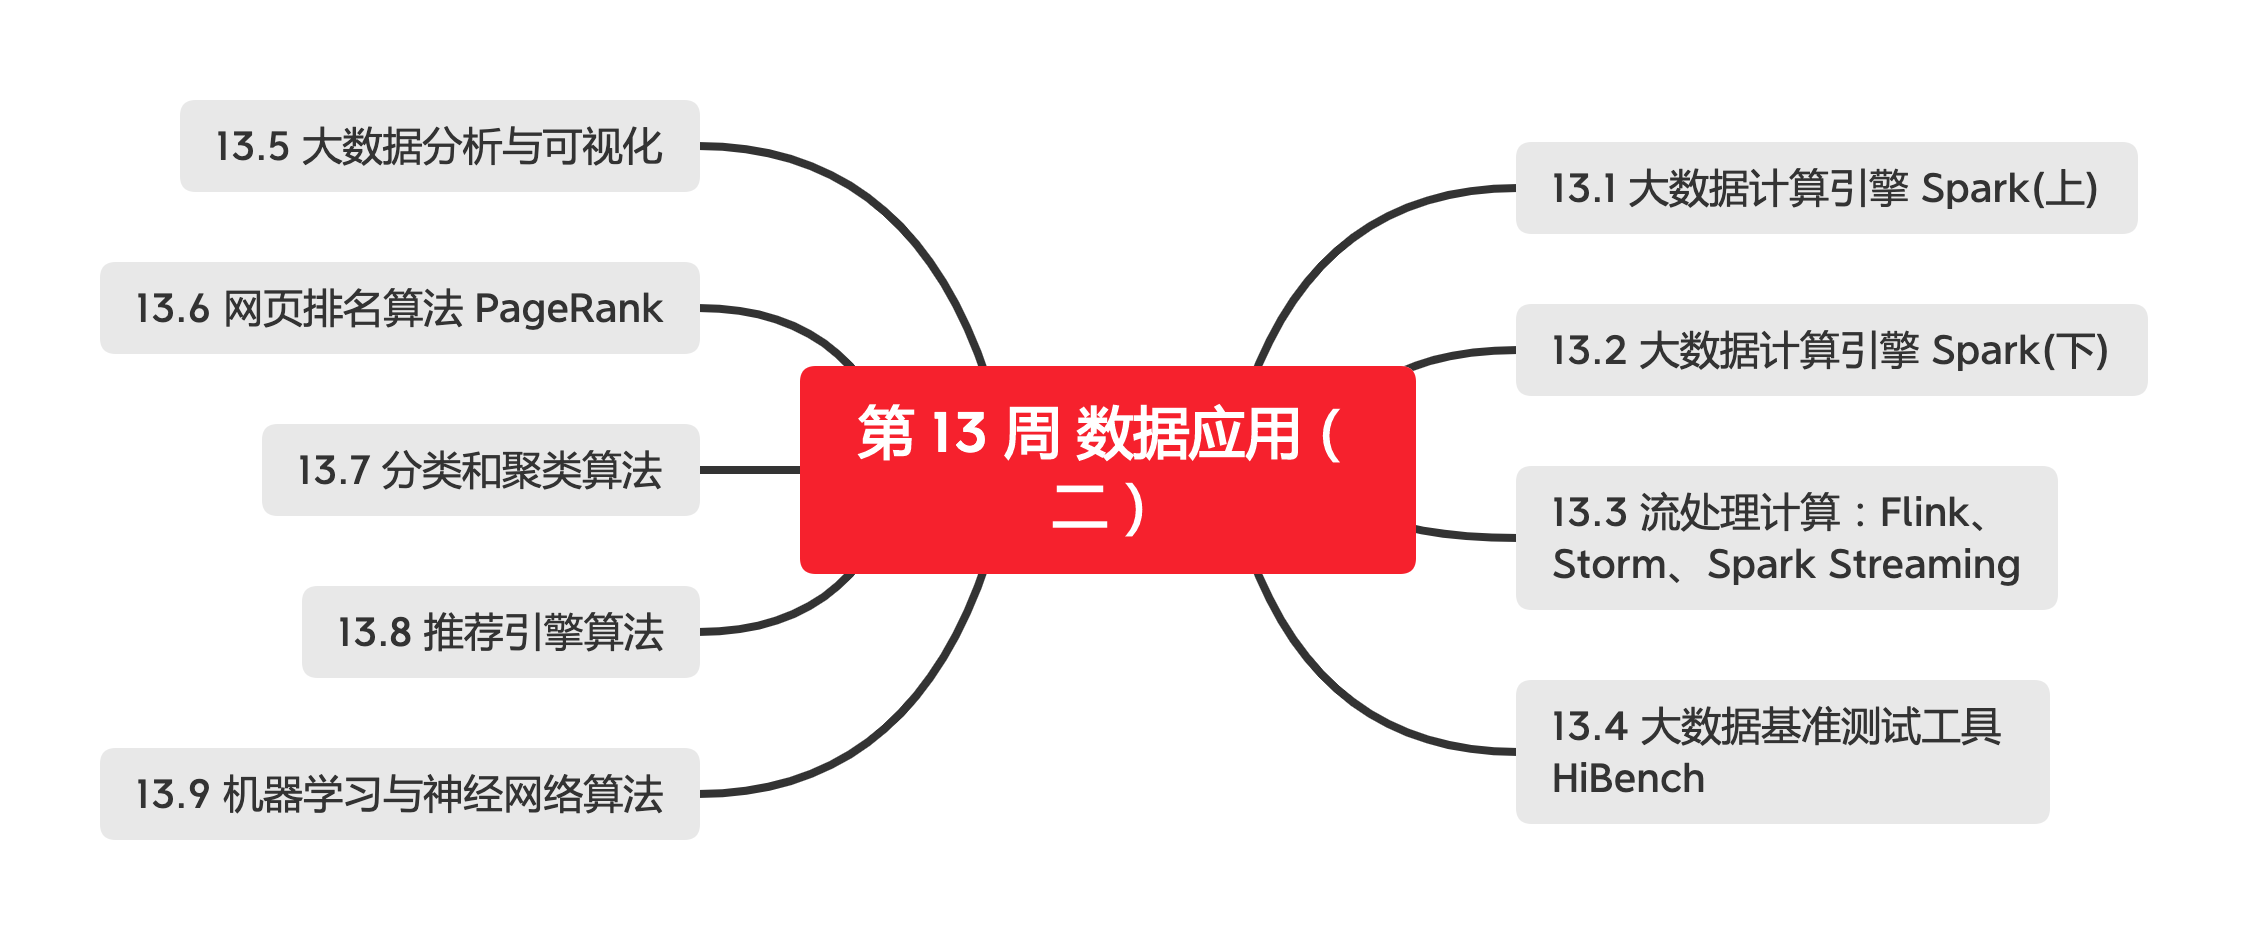 第 13 周 数据应用（
二）
13.1 大数据计算引擎 Spark(上)
13.2 大数据计算引擎 Spark(下)
13.3 流处理计算：Flink、
Storm、Spark Streaming
13.4 大数据基准测试工具
HiBench
13.5 大数据分析与可视化
13.6 网页排名算法 PageRank
13.7 分类和聚类算法
13.8 推荐引擎算法
13.9 机器学习与神经网络算法